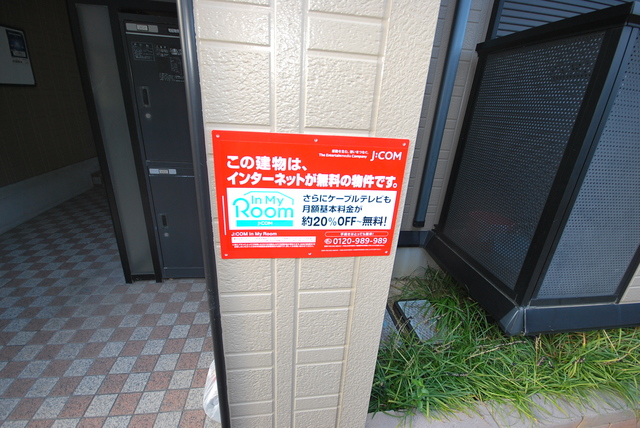 J:COM
The Entertainmedia Company
この建物は、
インターネットが無料の物件です。
In My
Room
J:COM
さらにケーブルテレビも
月額基本料金が
約20%OFF~無料!
J:COM In My Room
0120-989-989